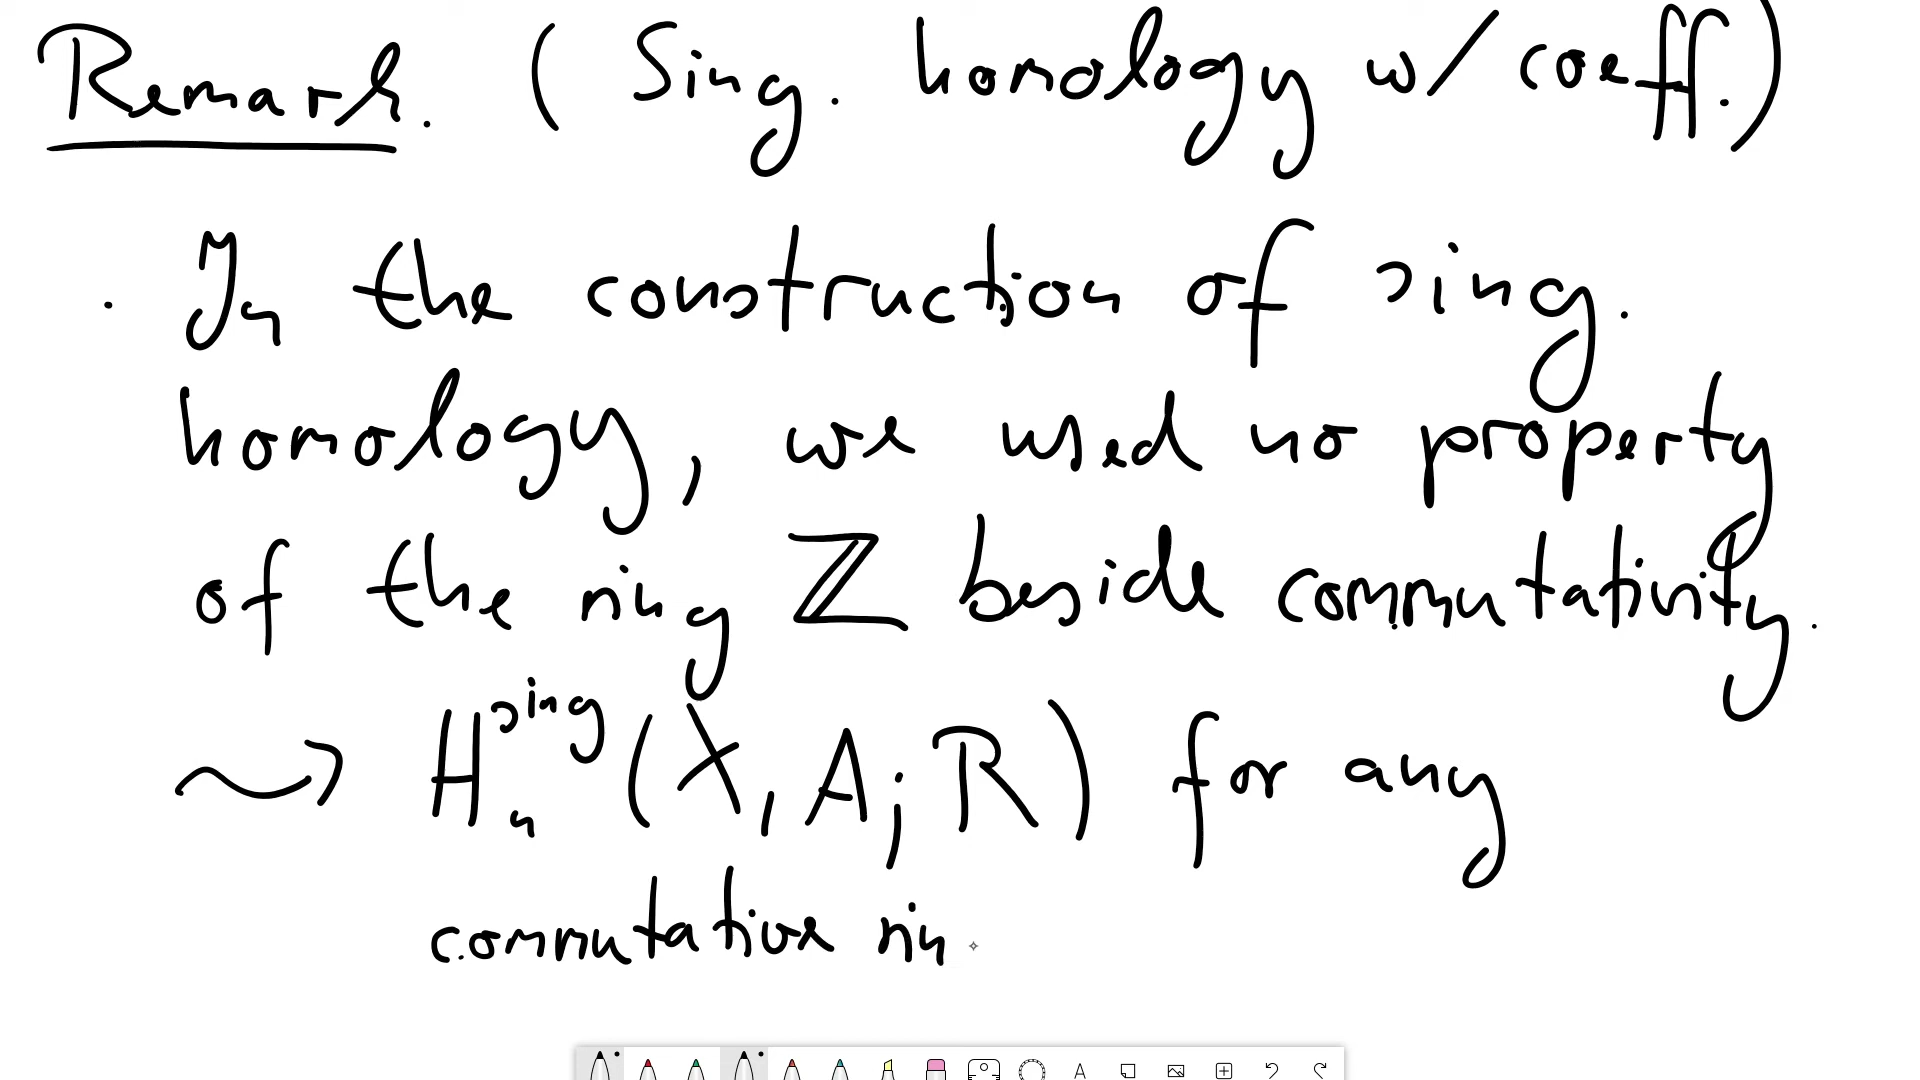 Remark. (Sing. homology w/ coeff.)
· In the construction of sing.
homology, we used no property
of the ring ℤ beside commutativity.
⇝ H_n^sing (X, A; R) for any
commutative rin